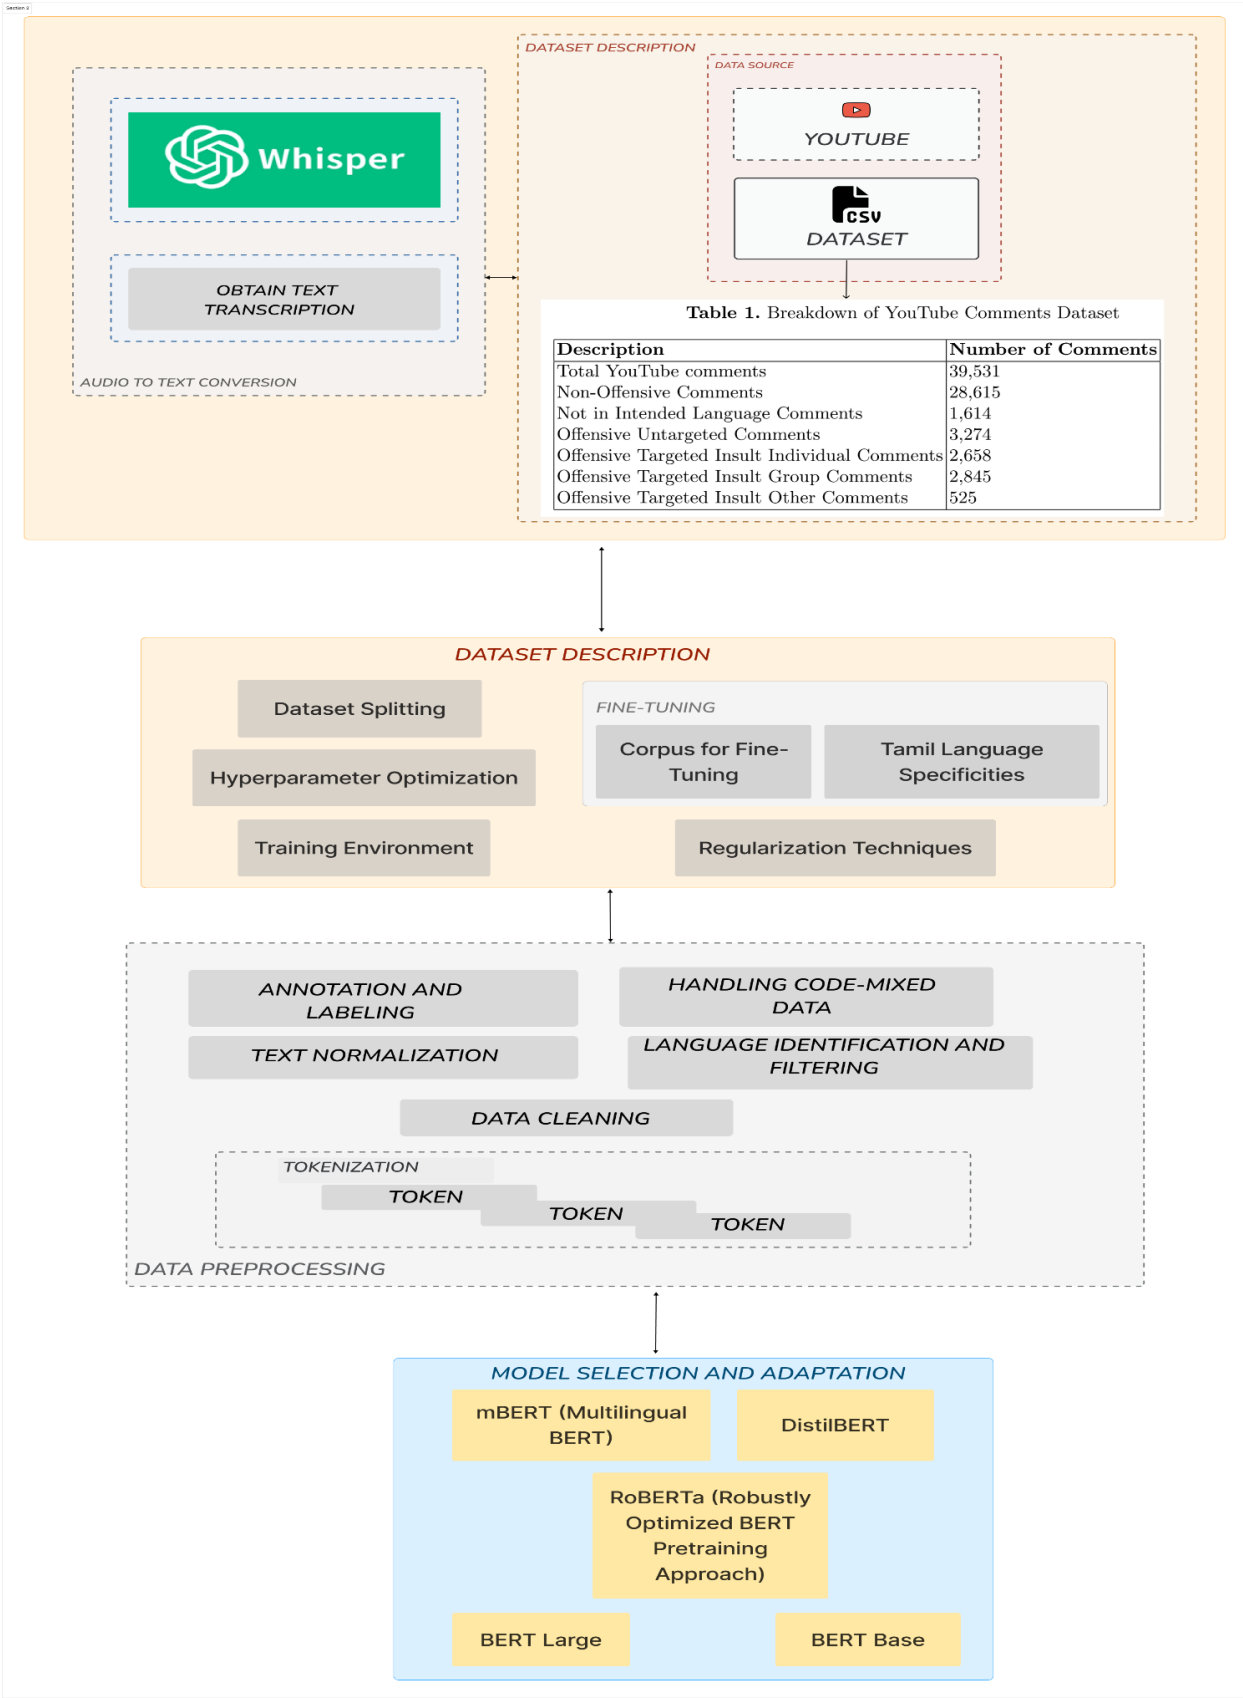 Section 2
Whisper
OBTAIN TEXT
TRANSCRIPTION
AUDIO TO TEXT CONVERSION
DATASET DESCRIPTION
DATA SOURCE
YOUTUBE
CSV
DATASET
Table 1. Breakdown of YouTube Comments Dataset
Description Number of Comments
Total YouTube comments 39,531
Non-Offensive Comments 28,615
Not in Intended Language Comments 1,614
Offensive Untargeted Comments 3,274
Offensive Targeted Insult Individual Comments 2,658
Offensive Targeted Insult Group Comments 2,845
Offensive Targeted Insult Other Comments 525
DATASET DESCRIPTION
Dataset Splitting
Hyperparameter Optimization
Training Environment
FINE-TUNING
Corpus for Fine-
Tuning
Tamil Language
Specificities
Regularization Techniques
ANNOTATION AND
LABELING
HANDLING CODE-MIXED
DATA
TEXT NORMALIZATION
LANGUAGE IDENTIFICATION AND
FILTERING
DATA CLEANING
TOKENIZATION
TOKEN
TOKEN
TOKEN
DATA PREPROCESSING
MODEL SELECTION AND ADAPTATION
mBERT (Multilingual
BERT)
DistilBERT
RoBERTa (Robustly
Optimized BERT
Pretraining
Approach)
BERT Large
BERT Base